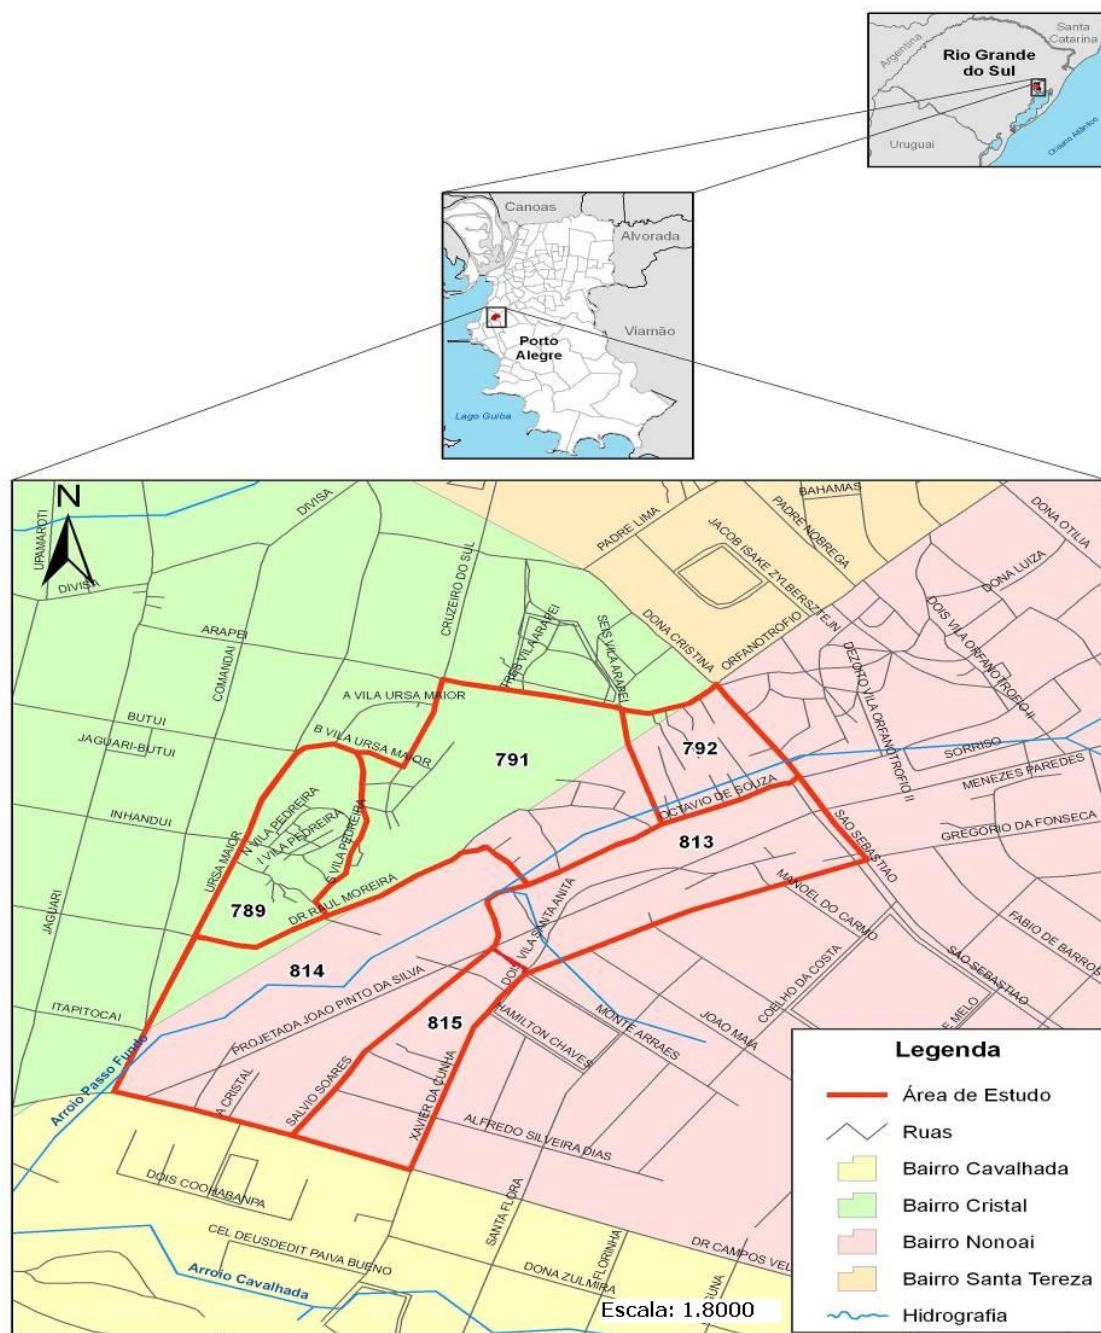 Santa
Catarina
Argentina
Rio Grande
do Sul
Uruguai
Oceano Atlântico
Canoas
Alvorada
Viamão
Porto
Alegre
Lago Guíba
N
UPAMAROTI
DIVISA
DIVISA
CRUZEIRO DO SUL
PADRE LIMA
BAHAMAS
PADRE NOBREGA
JACOB ISAKE ZYLBERSZTEJN
DONA OTILIA
DONA LUIZA
DOIS VILA ORFANOTROFIO II
ARAPEI
COMANDAI
TRES VILA ARAPEI
SEIS VILA ARAPEI
DONA CRISTINA
ORFANOTROFIO
DEZOITO VILA ORFANOTROFIO II
A VILA URSA MAIOR
BUTUI
JAGUARI-BUTUI
B VILA URSA MAIOR
791
792
SORRISO
MENEZES PAREDES
OCTAVIO DE SOUZA
INHANDUI
N VILA PEDREIRA
I VILA PEDREIRA
URSA MAIOR
813
SAO SEBASTIAO
GREGORIO DA FONSECA
DR RAUL MOREIRA
789
JAGUARI
MANOEL DO CARMO
DOIS VILA SANTA ANITA
FABIO DE BARROS
814
SAO SEBASTIAO
COELHO DA COSTA
ITAPITOCAI
PROJETADA JOAO PINTO DA SILVA
815
HAMILTON CHAVES
MONTE ARRAES
JOAO MAIA
E MELO
Arroio Passo Fundo
A CRISTAL
SALVIO SOARES
XAVIER DA CUNHA
ALFREDO SILVEIRA DIAS
DOIS COOHABANPA
SANTA FLORA
FLORINHA
DR CAMPOS VEL
CEL DEUSDEDIT PAIVA BUENO
DONA ZULMIRA
GUNA
Arroio Cavalhada
Escala: 1.8000
Legenda
Área de Estudo
Ruas
Bairro Cavalhada
Bairro Cristal
Bairro Nonoai
Bairro Santa Tereza
Hidrografia